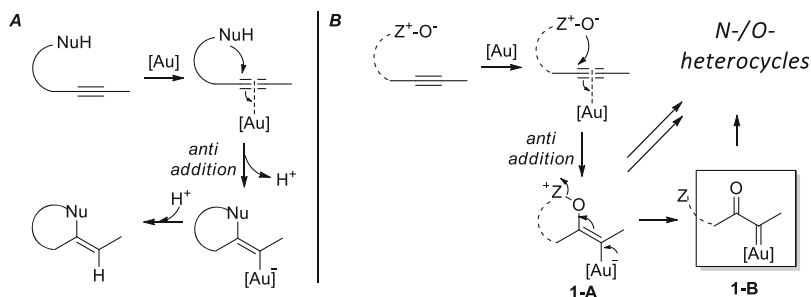 A
NuH
[Au]
NuH
[Au]
anti
addition
H⁺
H⁺
Nu
H
Nu
[Au]⁻
B
Z⁺-O⁻
[Au]
Z⁺-O⁻
[Au]
N-/O-
heterocycles
anti
addition
⁺Z
O
[Au]⁻
1-A
Z
O
[Au]
1-B